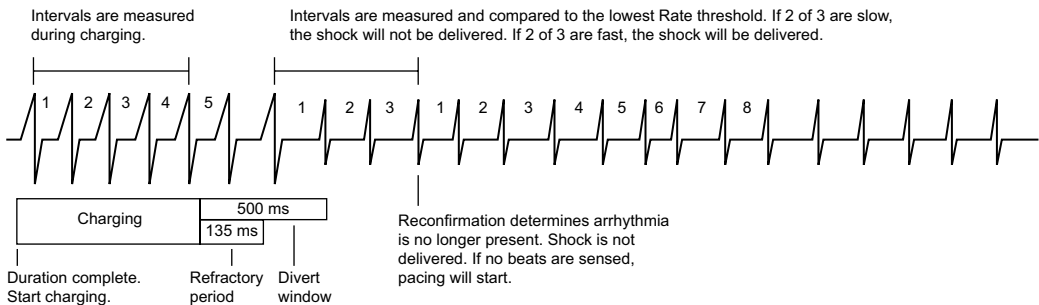 Intervals are measured
during charging.
Intervals are measured and compared to the lowest Rate threshold. If 2 of 3 are slow,
the shock will not be delivered. If 2 of 3 are fast, the shock will be delivered.
1 2 3 4 5 1 2 3 1 2 3 4 5 6 7 8
Charging
500 ms
135 ms
Duration complete.
Start charging.
Refractory
period
Divert
window
Reconfirmation determines arrhythmia
is no longer present. Shock is not
delivered. If no beats are sensed,
pacing will start.